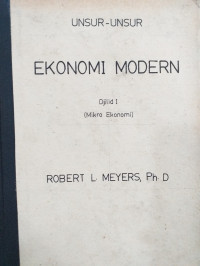 UNSUR-UNSUR
EKONOMI MODERN
Djilid I
(Mikro Ekonomi)
ROBERT L. MEYERS, Ph. D